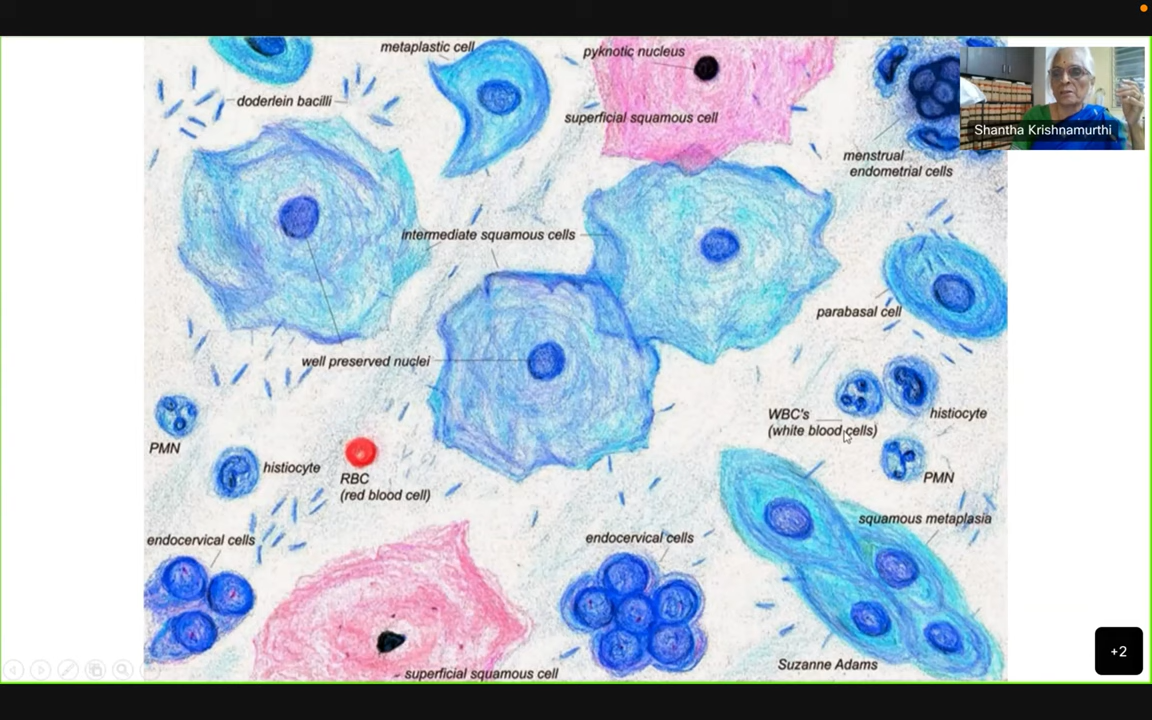 metaplastic cell
pyknotic nucleus
doderlein bacilli
superficial squamous cell
Shantha Krishnamurthi
menstrual
endometrial cells
intermediate squamous cells
parabasal cell
well preserved nuclei
WBC's
(white blood cells)
histiocyte
PMN
histiocyte
RBC
(red blood cell)
PMN
squamous metaplasia
endocervical cells
endocervical cells
Suzanne Adams
superficial squamous cell
+2